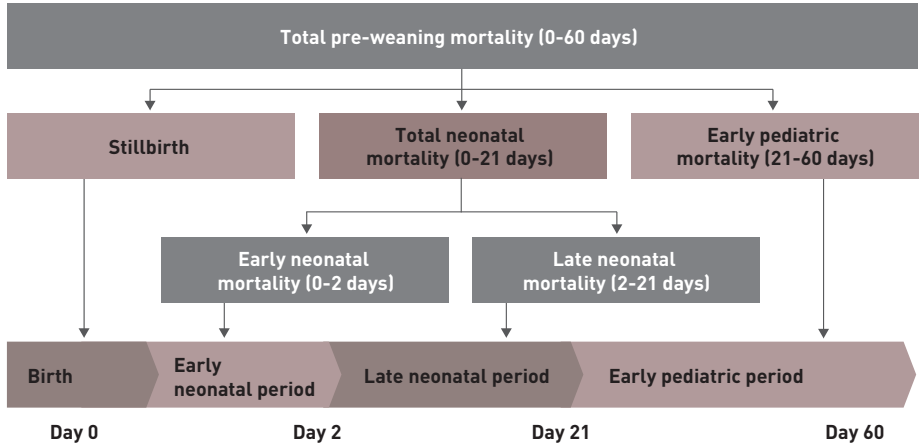 Total pre-weaning mortality (0-60 days)
Stillbirth
Total neonatal
mortality (0-21 days)
Early pediatric
mortality (21-60 days)
Early neonatal
mortality (0-2 days)
Late neonatal
mortality (2-21 days)
Birth
Early
neonatal period
Late neonatal period
Early pediatric period
Day 0
Day 2
Day 21
Day 60